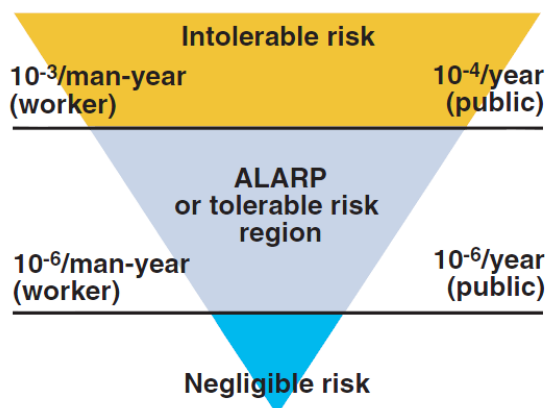 Intolerable risk
10-3/man-year
(worker)
10-4/year
(public)
ALARP
or tolerable risk
region
10-6/man-year
(worker)
10-6/year
(public)
Negligible risk